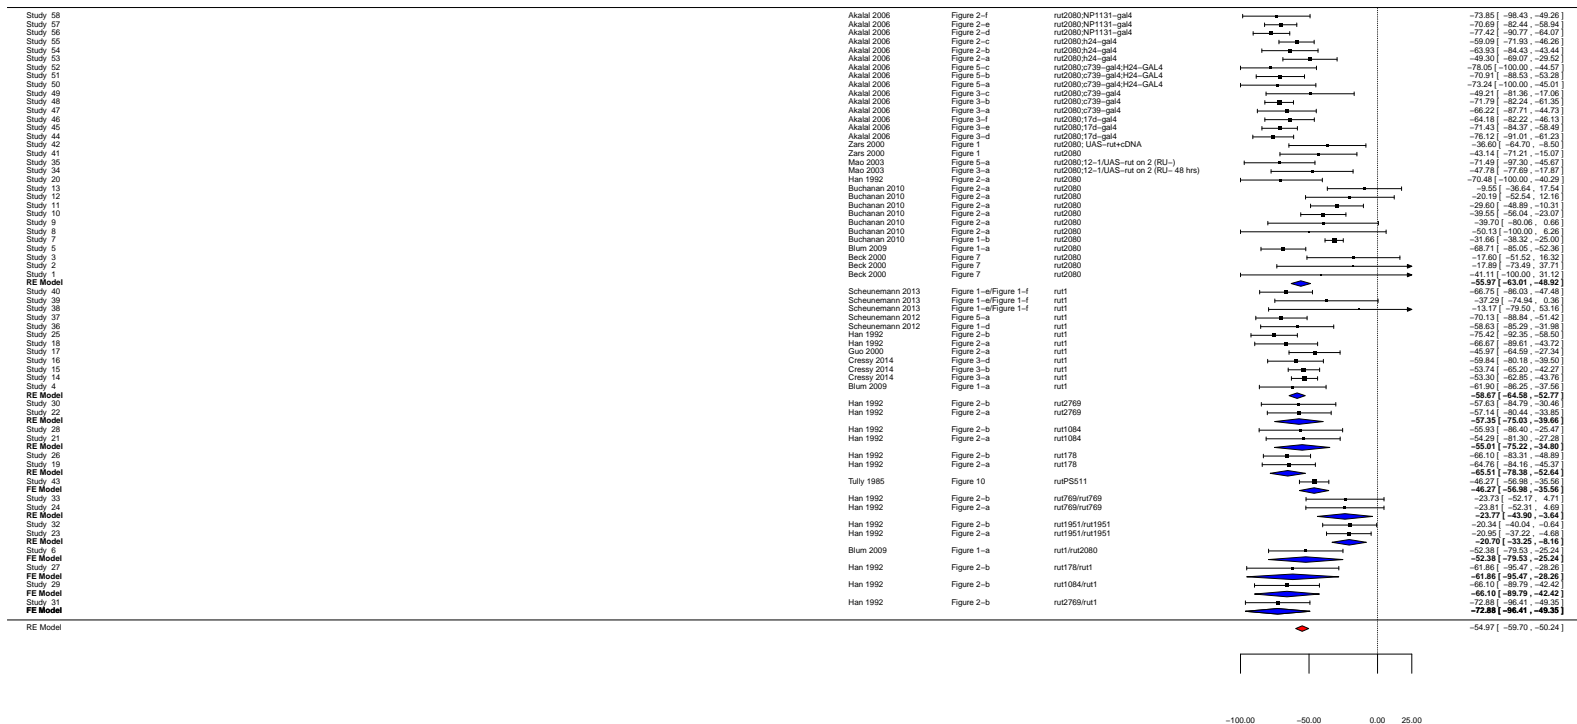 Study 58 Akalal 2006 Figure 2−f rut2080;NP1131−gal4 −73.85 [ −98.43 , −49.26 ]
Study 57 Akalal 2006 Figure 2−e rut2080;NP1131−gal4 −70.69 [ −82.44 , −58.94 ]
Study 56 Akalal 2006 Figure 2−d rut2080;NP1131−gal4 −77.42 [ −90.77 , −64.07 ]
Study 55 Akalal 2006 Figure 2−c rut2080;h24−gal4 −59.09 [ −71.93 , −46.26 ]
Study 54 Akalal 2006 Figure 2−b rut2080;h24−gal4 −63.93 [ −84.43 , −43.44 ]
Study 53 Akalal 2006 Figure 2−a rut2080;h24−gal4 −49.30 [ −69.07 , −29.52 ]
Study 52 Akalal 2006 Figure 5−c rut2080;c739−gal4;H24−GAL4 −78.05 [ −100.00 , −44.57 ]
Study 51 Akalal 2006 Figure 5−b rut2080;c739−gal4;H24−GAL4 −70.91 [ −88.53 , −53.28 ]
Study 50 Akalal 2006 Figure 5−a rut2080;c739−gal4;H24−GAL4 −73.24 [ −100.00 , −45.01 ]
Study 49 Akalal 2006 Figure 3−c rut2080;c739−gal4 −49.21 [ −81.36 , −17.06 ]
Study 48 Akalal 2006 Figure 3−b rut2080;c739−gal4 −71.79 [ −82.24 , −61.35 ]
Study 47 Akalal 2006 Figure 3−a rut2080;c739−gal4 −66.22 [ −87.71 , −44.73 ]
Study 46 Akalal 2006 Figure 3−f rut2080;17d−gal4 −64.18 [ −82.22 , −46.13 ]
Study 45 Akalal 2006 Figure 3−e rut2080;17d−gal4 −71.43 [ −84.37 , −58.49 ]
Study 44 Akalal 2006 Figure 3−d rut2080;17d−gal4 −76.12 [ −91.01 , −61.23 ]
Study 42 Zars 2000 Figure 1 rut2080; UAS−rut+cDNA −36.60 [ −64.70 , −8.50 ]
Study 41 Zars 2000 Figure 1 rut2080 −43.14 [ −71.21 , −15.07 ]
Study 35 Mao 2003 Figure 5−a rut2080;12−1/UAS−rut on 2 (RU−) −71.49 [ −97.30 , −45.67 ]
Study 34 Mao 2003 Figure 3−a rut2080;12−1/UAS−rut on 2 (RU− 48 hrs) −47.78 [ −77.69 , −17.87 ]
Study 20 Han 1992 Figure 2−a rut2080 −70.48 [ −100.00 , −40.29 ]
Study 13 Buchanan 2010 Figure 2−a rut2080 −9.55 [ −36.64 , 17.54 ]
Study 12 Buchanan 2010 Figure 2−a rut2080 −20.19 [ −52.54 , 12.16 ]
Study 11 Buchanan 2010 Figure 2−a rut2080 −29.60 [ −48.89 , −10.31 ]
Study 10 Buchanan 2010 Figure 2−a rut2080 −39.55 [ −56.04 , −23.07 ]
Study 9 Buchanan 2010 Figure 2−a rut2080 −39.70 [ −80.06 , 0.66 ]
Study 8 Buchanan 2010 Figure 2−a rut2080 −50.13 [ −100.00 , 6.26 ]
Study 7 Buchanan 2010 Figure 1−b rut2080 −31.66 [ −38.32 , −25.00 ]
Study 5 Blum 2009 Figure 1−a rut2080 −68.71 [ −85.05 , −52.36 ]
Study 3 Beck 2000 Figure 7 rut2080 −17.60 [ −51.52 , 16.32 ]
Study 2 Beck 2000 Figure 7 rut2080 −17.89 [ −73.49 , 37.71 ]
Study 1 Beck 2000 Figure 7 rut2080 −41.11 [ −100.00 , 31.12 ]
RE Model −55.97 [ −63.01 , −48.92 ]
Study 40 Scheunemann 2013 Figure 1−e/Figure 1−f rut1 −66.75 [ −86.03 , −47.48 ]
Study 39 Scheunemann 2013 Figure 1−e/Figure 1−f rut1 −37.29 [ −74.94 , 0.36 ]
Study 38 Scheunemann 2013 Figure 1−e/Figure 1−f rut1 −13.17 [ −79.50 , 53.16 ]
Study 37 Scheunemann 2012 Figure 5−a rut1 −70.13 [ −88.84 , −51.42 ]
Study 36 Scheunemann 2012 Figure 1−d rut1 −58.63 [ −85.29 , −31.98 ]
Study 25 Han 1992 Figure 2−b rut1 −75.42 [ −92.35 , −58.50 ]
Study 18 Han 1992 Figure 2−a rut1 −66.67 [ −89.61 , −43.72 ]
Study 17 Guo 2000 Figure 2−a rut1 −45.97 [ −64.59 , −27.34 ]
Study 16 Cressy 2014 Figure 3−d rut1 −59.84 [ −80.18 , −39.50 ]
Study 15 Cressy 2014 Figure 3−b rut1 −53.74 [ −65.20 , −42.27 ]
Study 14 Cressy 2014 Figure 3−a rut1 −53.30 [ −62.85 , −43.76 ]
Study 4 Blum 2009 Figure 1−a rut1 −61.90 [ −86.25 , −37.56 ]
RE Model −58.67 [ −64.58 , −52.77 ]
Study 30 Han 1992 Figure 2−b rut2769 −57.63 [ −84.79 , −30.46 ]
Study 22 Han 1992 Figure 2−a rut2769 −57.14 [ −80.44 , −33.85 ]
RE Model −57.35 [ −75.03 , −39.66 ]
Study 28 Han 1992 Figure 2−b rut1084 −55.93 [ −86.40 , −25.47 ]
Study 21 Han 1992 Figure 2−a rut1084 −54.29 [ −81.30 , −27.28 ]
RE Model −55.01 [ −75.22 , −34.80 ]
Study 26 Han 1992 Figure 2−b rut178 −66.10 [ −83.31 , −48.89 ]
Study 19 Han 1992 Figure 2−a rut178 −64.76 [ −84.16 , −45.37 ]
RE Model −65.51 [ −78.38 , −52.64 ]
Study 43 Tully 1985 Figure 10 rutPS511 −46.27 [ −56.98 , −35.56 ]
FE Model −46.27 [ −56.98 , −35.56 ]
Study 33 Han 1992 Figure 2−b rut769/rut769 −23.73 [ −52.17 , 4.71 ]
Study 24 Han 1992 Figure 2−a rut769/rut769 −23.81 [ −52.31 , 4.69 ]
RE Model −23.77 [ −43.90 , −3.64 ]
Study 32 Han 1992 Figure 2−b rut1951/rut1951 −20.34 [ −40.04 , −0.64 ]
Study 23 Han 1992 Figure 2−a rut1951/rut1951 −20.95 [ −37.22 , −4.68 ]
RE Model −20.70 [ −33.25 , −8.16 ]
Study 6 Blum 2009 Figure 1−a rut1/rut2080 −52.38 [ −79.53 , −25.24 ]
FE Model −52.38 [ −79.53 , −25.24 ]
Study 27 Han 1992 Figure 2−b rut178/rut1 −61.86 [ −95.47 , −28.26 ]
FE Model −61.86 [ −95.47 , −28.26 ]
Study 29 Han 1992 Figure 2−b rut1084/rut1 −66.10 [ −89.79 , −42.42 ]
FE Model −66.10 [ −89.79 , −42.42 ]
Study 31 Han 1992 Figure 2−b rut2769/rut1 −72.88 [ −96.41 , −49.35 ]
FE Model −72.88 [ −96.41 , −49.35 ]
RE Model −54.97 [ −59.70 , −50.24 ]
−100.00 −50.00 0.00 25.00